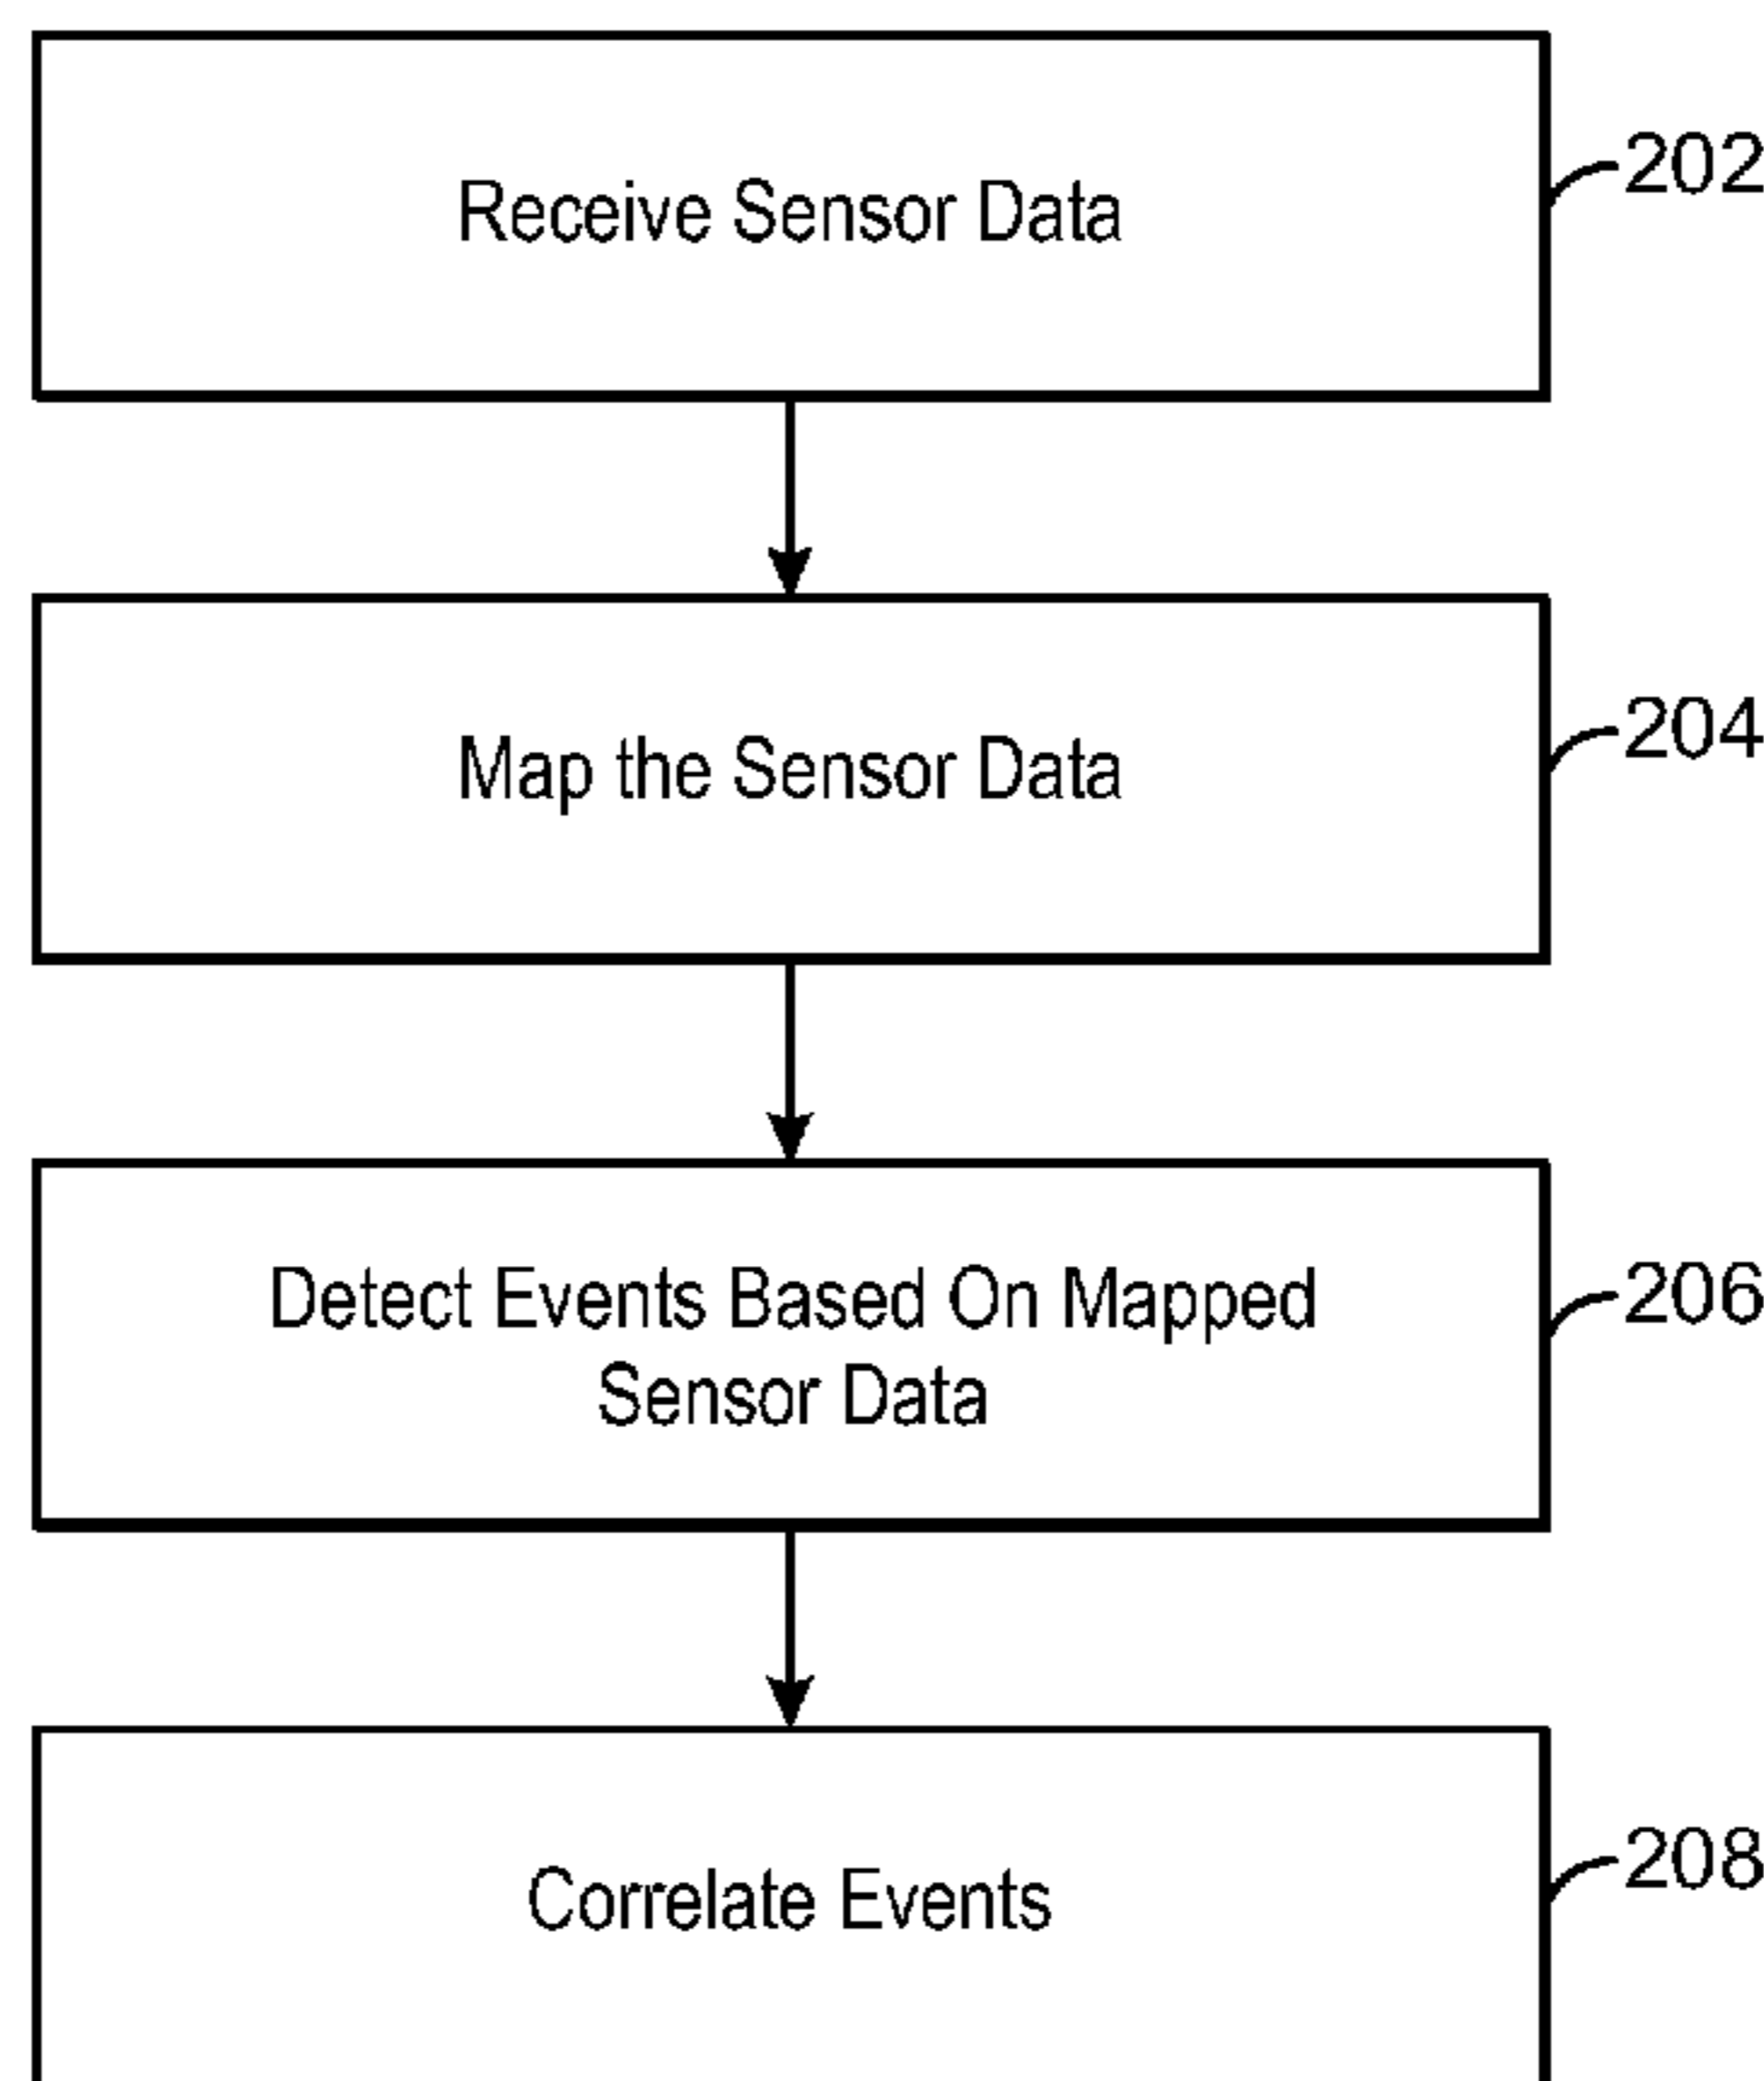 Receive Sensor Data
202
Map the Sensor Data
204
Detect Events Based On Mapped
Sensor Data
206
Correlate Events
208